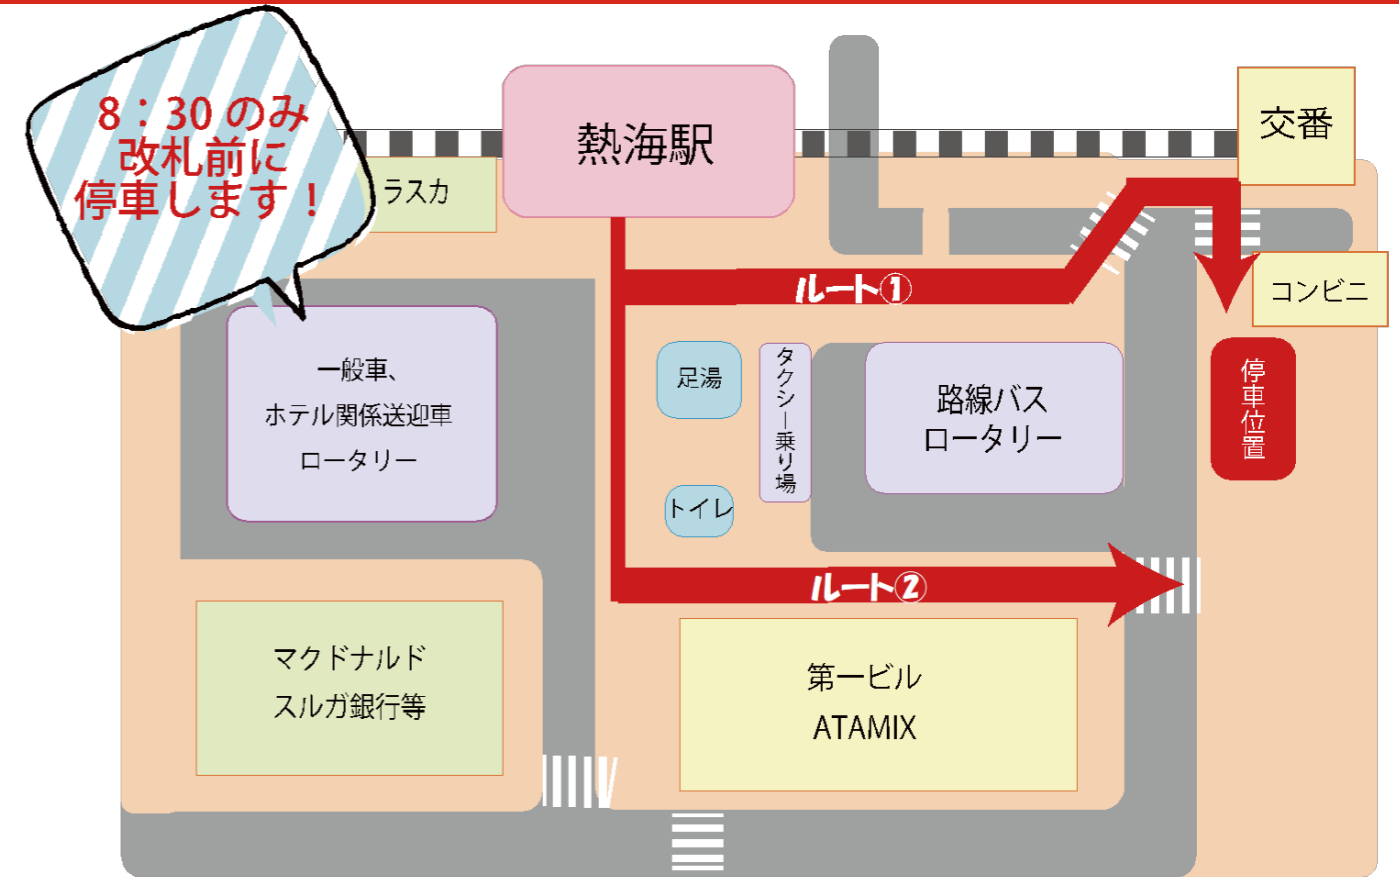 8：30のみ
改札前に
停車します！
熱海駅
交番
ラスカ
ルート①
コンビニ
一般車、
ホテル関係送迎車
ロータリー
足湯
タクシー乗り場
路線バス
ロータリー
停車位置
トイレ
ルート②
マクドナルド
スルガ銀行等
第一ビル
ATAMIX